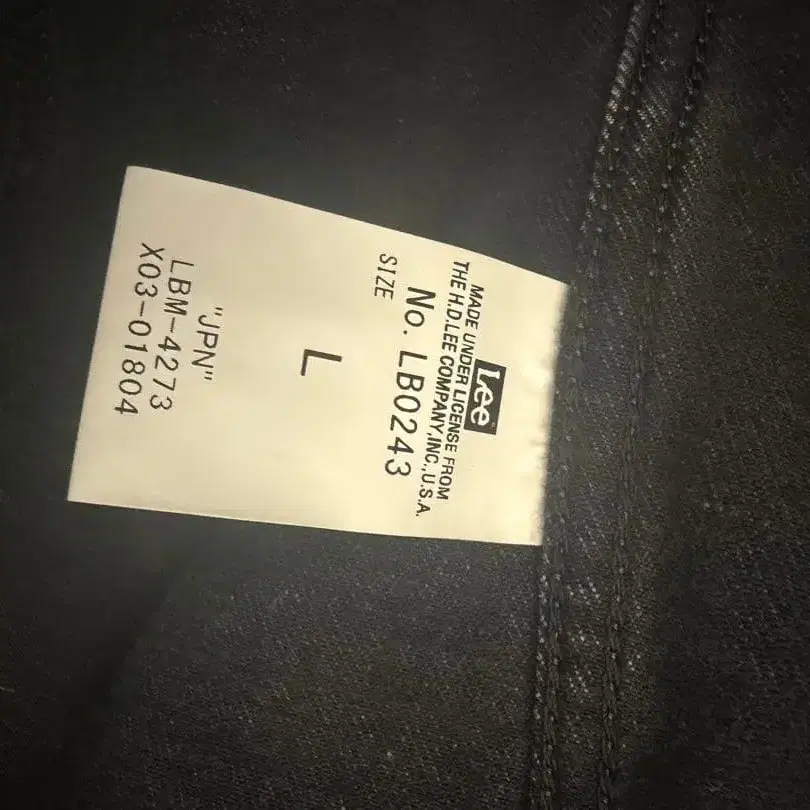 Lee
MADE UNDER LICENSE FROM
THE H.D.LEE COMPANY,INC.,U.S.A.
No. LB0243
SIZE
L
"JPN"
LBM-4273
X03-01804